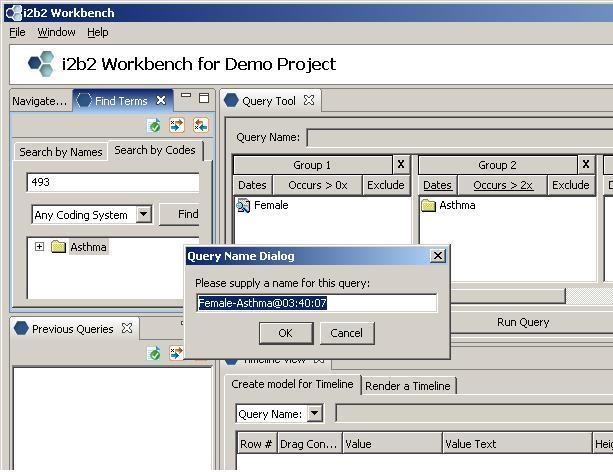 i2b2 Workbench
File Window Help
i2b2 Workbench for Demo Project
Navigate... Find Terms
Search by Names Search by Codes
493
Any Coding System Find
Asthma
Query Tool
Query Name:
Group 1 X Group 2 X
Dates Occurs > 0x Exclude Dates Occurs > 2x Exclude
Female Asthma
Query Name Dialog
Please supply a name for this query:
Female-Asthma@03:40:07
OK Cancel
Run Query
Previous Queries
Timeline View
Create model for Timeline Render a Timeline
Query Name:
Row # Drag Con... Value Value Text Hei